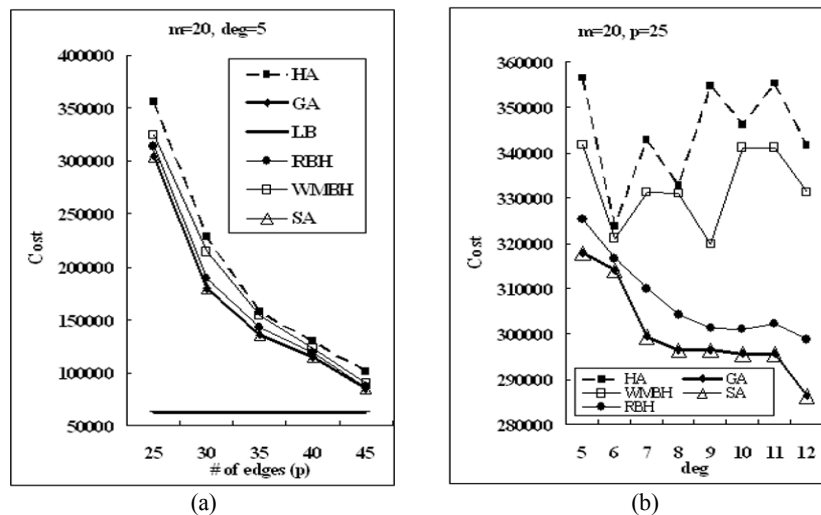 m=20, deg=5
400000
350000
300000
250000
200000
150000
100000
50000
Cost
HA
GA
LB
RBH
WMBH
SA
25 30 35 40 45
# of edges (p)
(a)
m=20, p=25
360000
350000
340000
330000
320000
310000
300000
290000
280000
Cost
HA GA
WMBH SA
RBH
5 6 7 8 9 10 11 12
deg
(b)